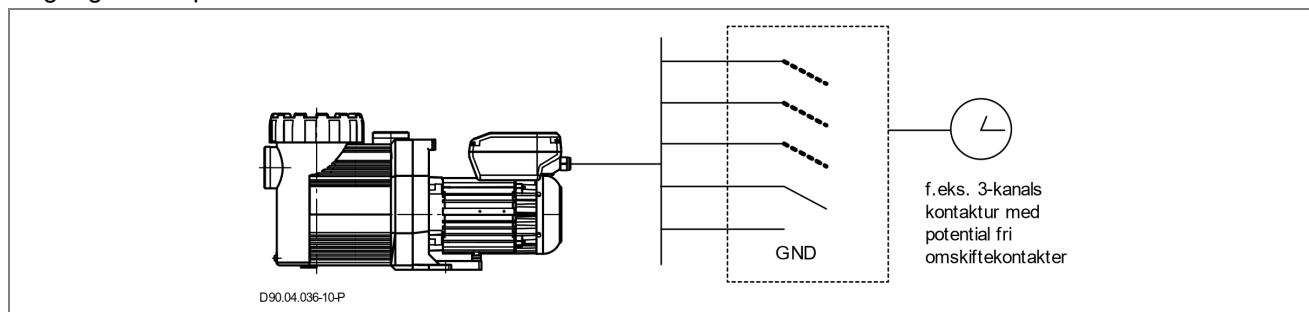 GND
f.eks. 3-kanals
kontaktur med
potential fri
omskiftekontakter
D90.04.036-10-P